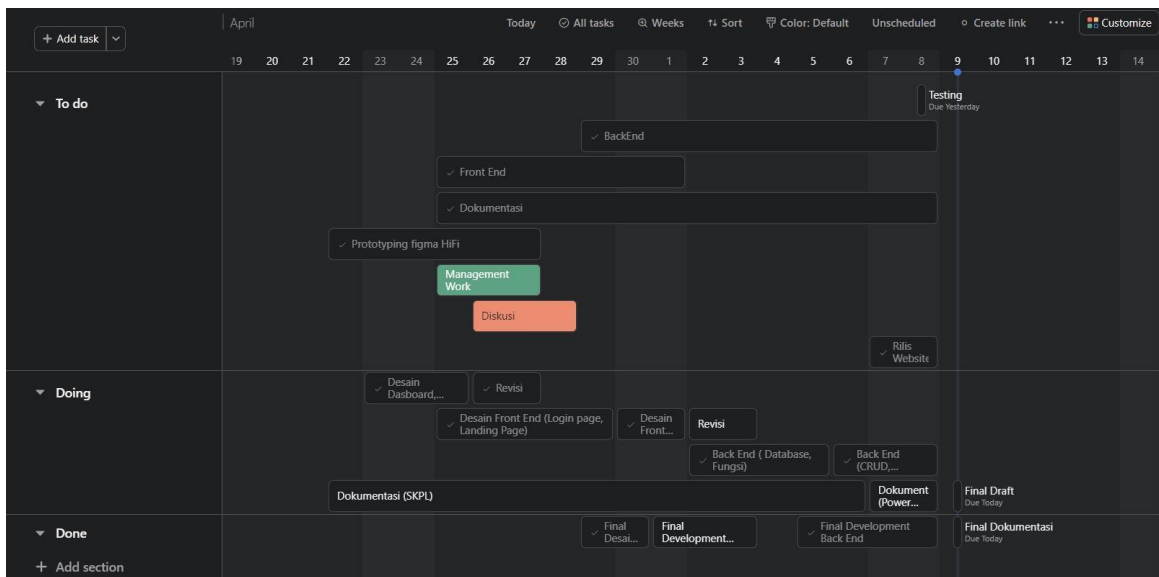 + Add task
April
Today
All tasks
Weeks
Sort
Color: Default
Unscheduled
Create link
...
Customize
19 20 21 22 23 24 25 26 27 28 29 30 1 2 3 4 5 6 7 8 9 10 11 12 13 14
To do
Testing
Due Yesterday
BackEnd
Front End
Dokumentasi
Prototyping figma HiFi
Management
Work
Diskusi
Rilis
Website
Doing
Desain
Dasboard,...
Revisi
Desain Front End (Login page,
Landing Page)
Desain
Front...
Revisi
Back End ( Database,
Fungsi)
Back End
(CRUD,...
Dokumentasi (SKPL)
Dokument
(Power...
Final Draft
Due Today
Done
Final
Desai...
Final
Development...
Final Development
Back End
Final Dokumentasi
Due Today
+ Add section